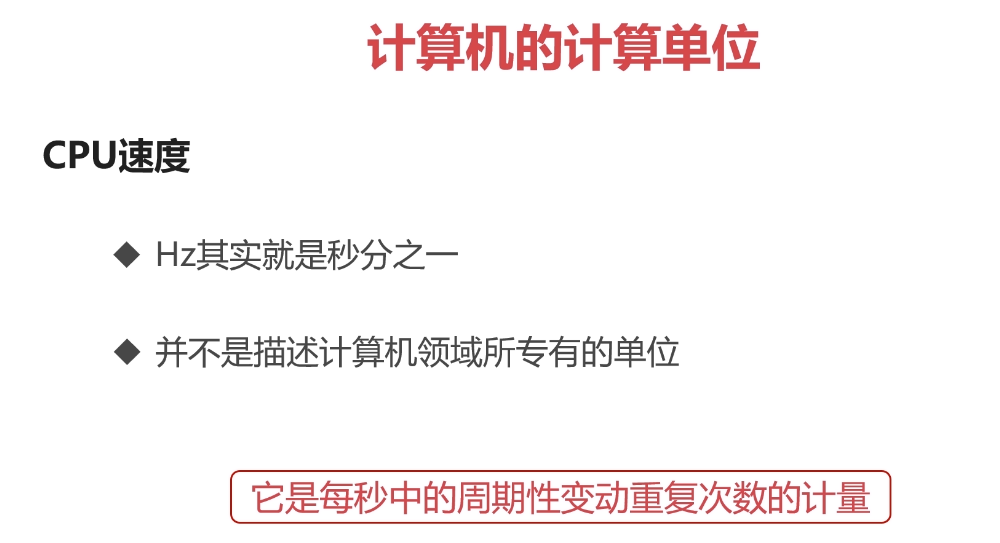 计算机的计算单位
CPU速度
◆ Hz其实就是秒分之一
◆ 并不是描述计算机领域所专有的单位
它是每秒中的周期性变动重复次数的计量